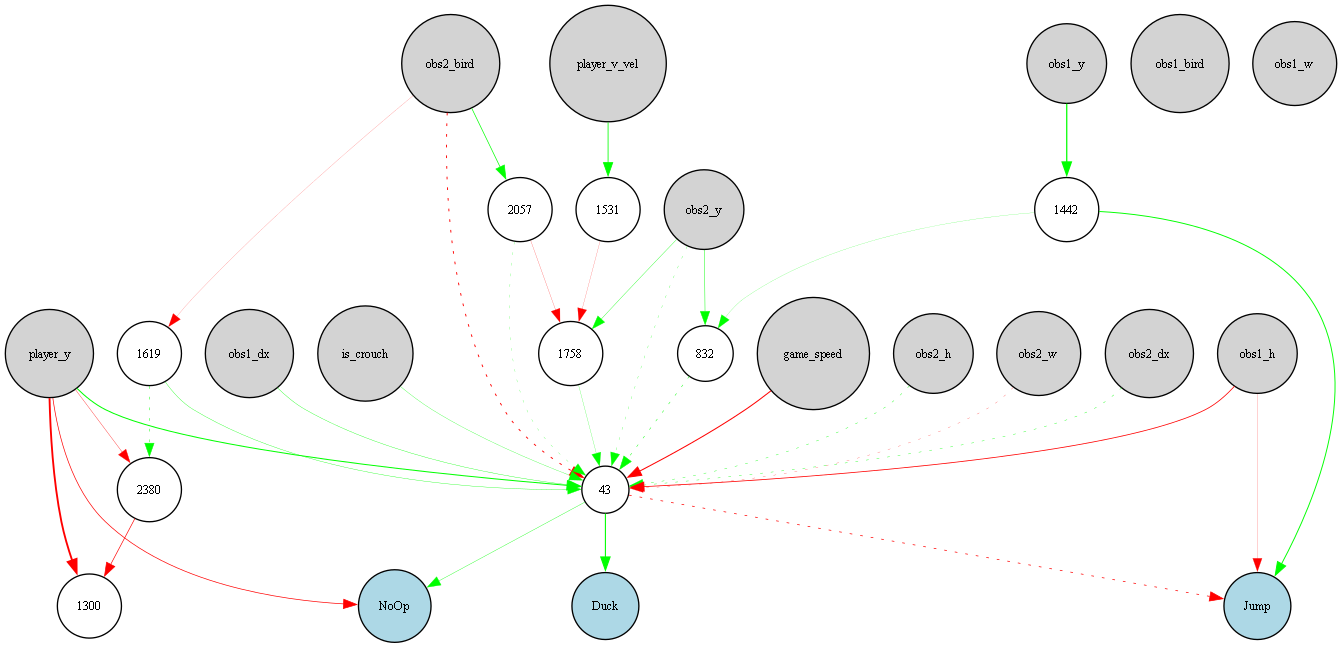 obs2_bird
player_v_vel
obs1_y
obs1_bird
obs1_w
2057
1531
obs2_y
1442
player_y
1619
obs1_dx
is_crouch
1758
832
game_speed
obs2_h
obs2_w
obs2_dx
obs1_h
2380
43
1300
NoOp
Duck
Jump